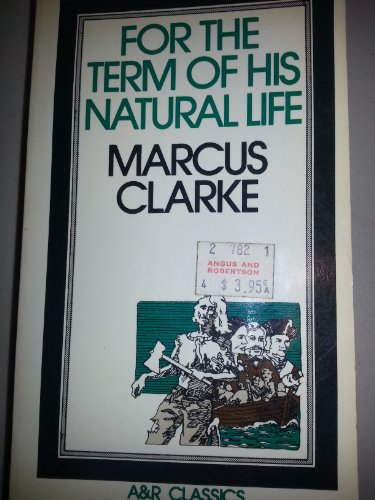 FOR THE
TERM OF HIS
NATURAL LIFE
MARCUS
CLARKE
2 782 1
ANGUS AND
ROBERTSON
4 $ 3.95
A&R CLASSICS